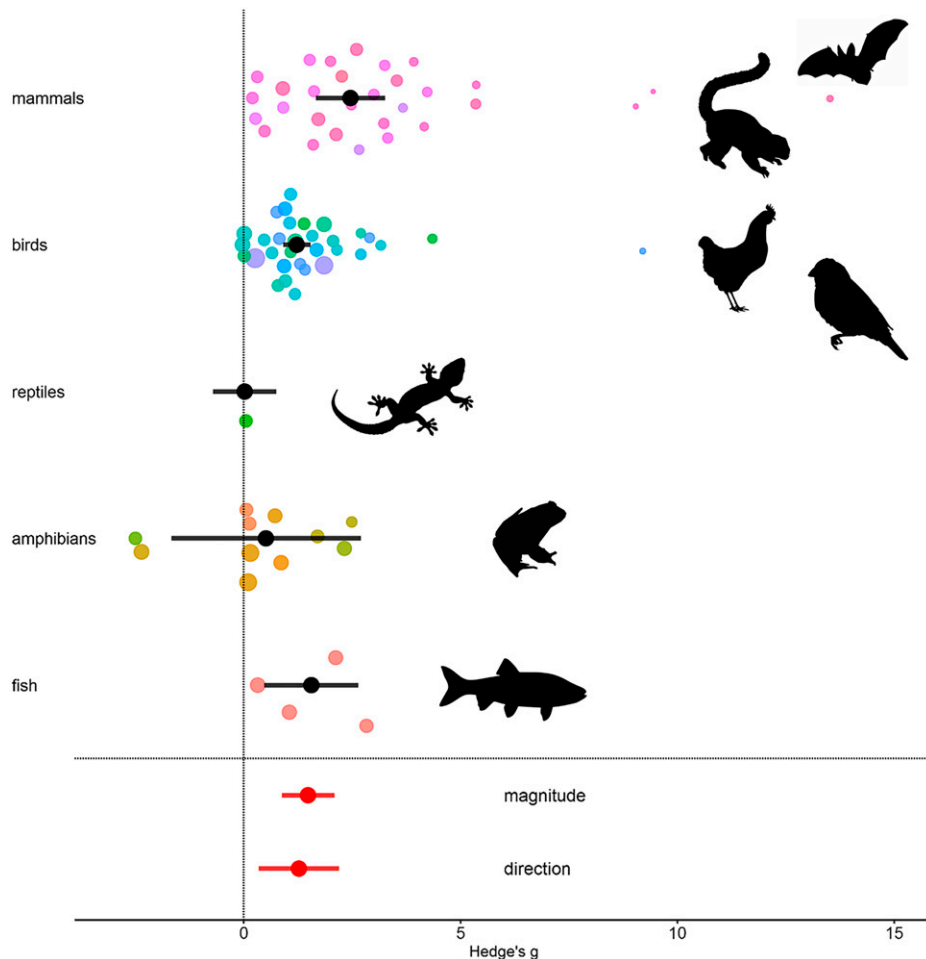 mammals
birds
reptiles
amphibians
fish
magnitude
direction
0
5
10
15
Hedge's g